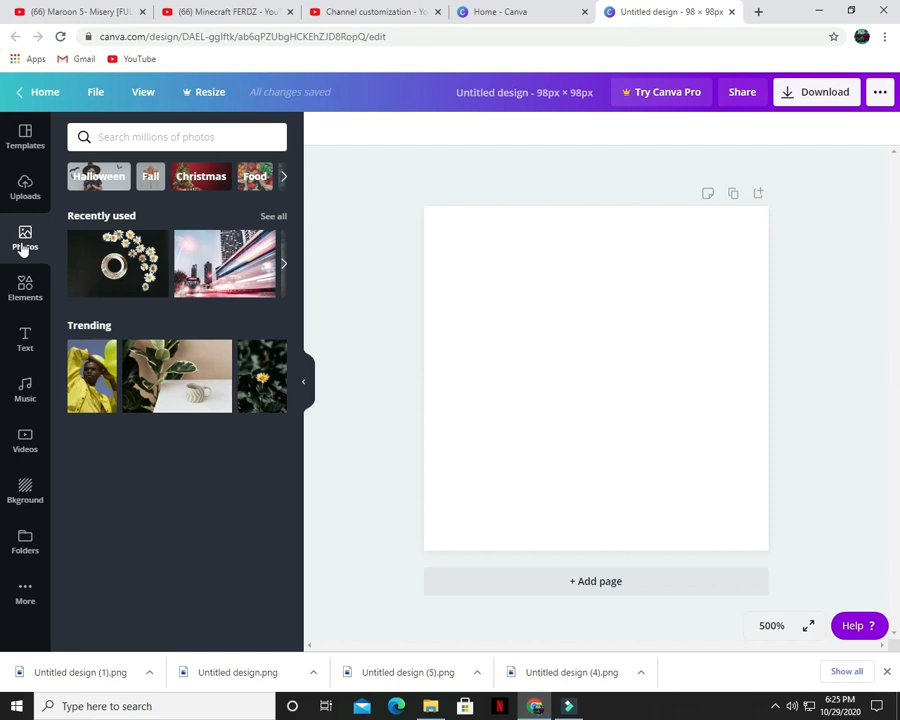 (66) Maroon 5- Misery [FUL
(66) Minecraft FERDZ - YouT
Channel customization - Yo
Home - Canva
Untitled design - 98 × 98px
canva.com/design/DAEL-ggIftk/ab6qPZUbgHCKEhZJD8RopQ/edit
Apps
Gmail
YouTube
Home
File
View
Resize
All changes saved
Untitled design - 98px × 98px
Try Canva Pro
Share
Download
Templates
Uploads
Photos
Elements
Text
Music
Videos
Bkground
Folders
More
Search millions of photos
Halloween
Fall
Christmas
Food
Recently used
See all
Trending
+ Add page
500%
Help ?
Untitled design (1).png
Untitled design.png
Untitled design (5).png
Untitled design (4).png
Show all
Type here to search
6:25 PM
10/29/2020